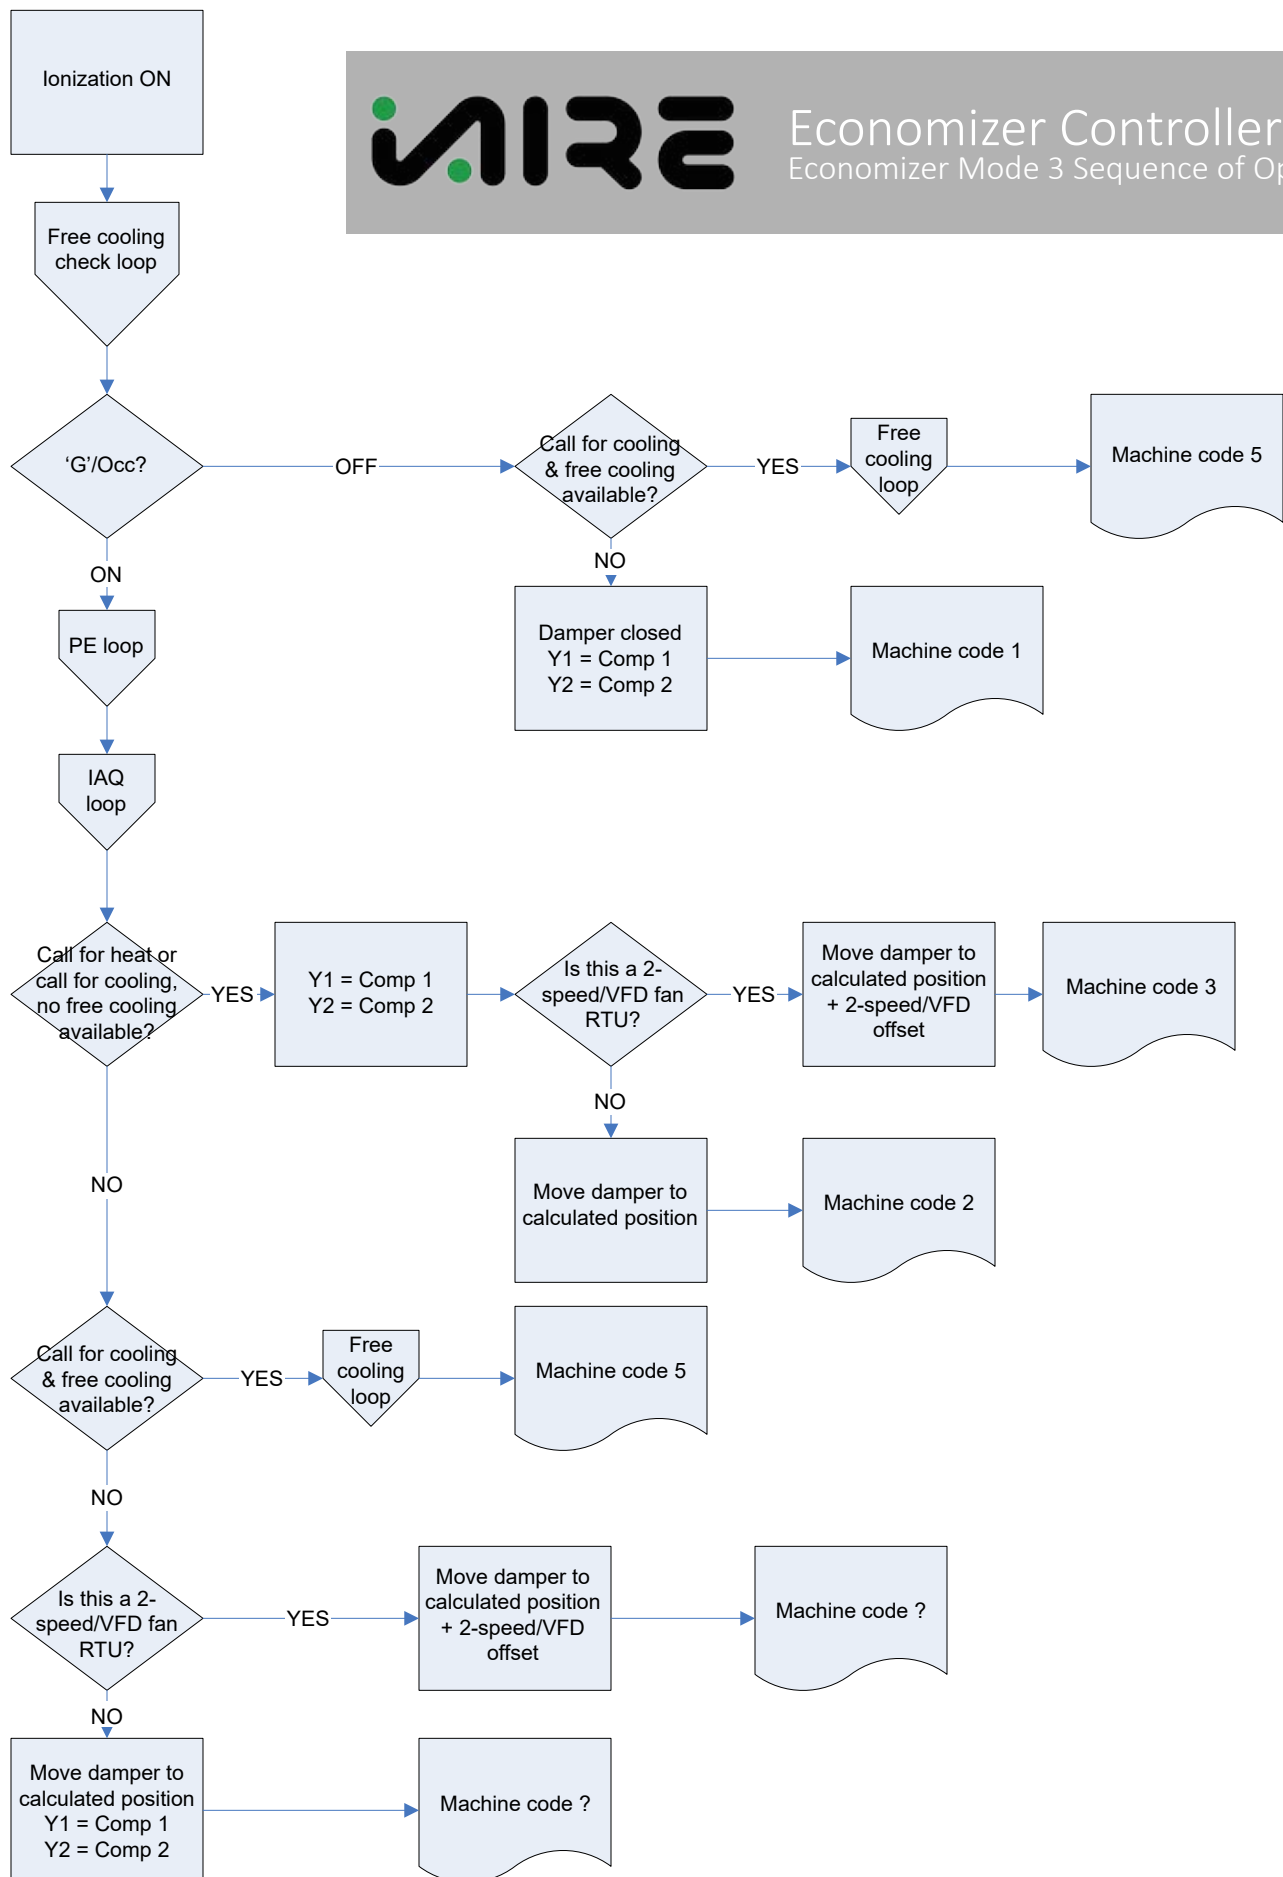 Ionization ON
iAIRE
Economizer Controller
Economizer Mode 3 Sequence of Op
Free cooling
check loop
‘G’/Occ?
OFF
Call for cooling
& free cooling
available?
YES
Free
cooling
loop
Machine code 5
ON
NO
PE loop
Damper closed
Y1 = Comp 1
Y2 = Comp 2
Machine code 1
IAQ
loop
Call for heat or
call for cooling,
no free cooling
available?
YES
Y1 = Comp 1
Y2 = Comp 2
Is this a 2-
speed/VFD fan
RTU?
YES
Move damper to
calculated position
+ 2-speed/VFD
offset
Machine code 3
NO
NO
Move damper to
calculated position
Machine code 2
Call for cooling
& free cooling
available?
YES
Free
cooling
loop
Machine code 5
NO
Is this a 2-
speed/VFD fan
RTU?
YES
Move damper to
calculated position
+ 2-speed/VFD
offset
Machine code ?
NO
Move damper to
calculated position
Y1 = Comp 1
Y2 = Comp 2
Machine code ?